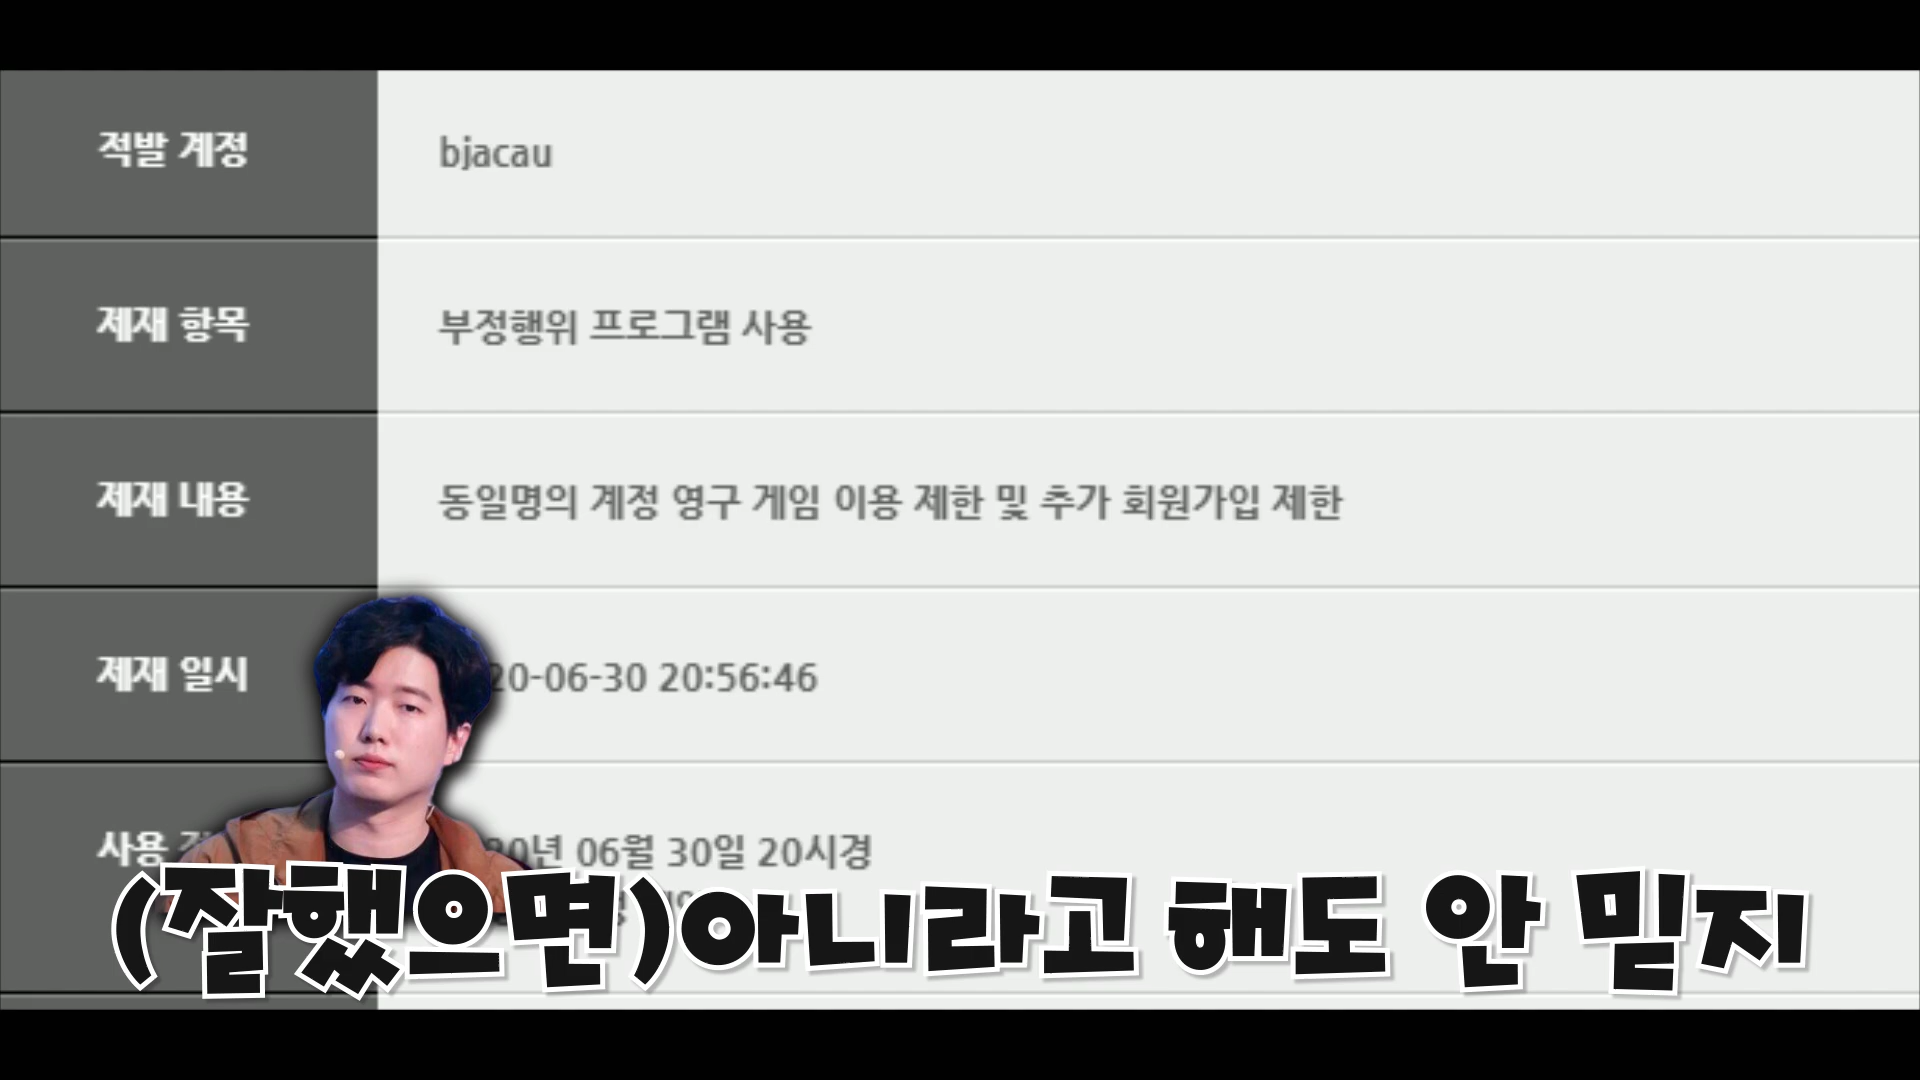 적발 계정 bjacau
제재 항목 부정행위 프로그램 사용
제재 내용 동일명의 계정 영구 게임 이용 제한 및 추가 회원가입 제한
제재 일시 20-06-30 20:56:46
사용 20년 06월 30일 20시경
(잘했으면)아니라고 해도 안 믿지